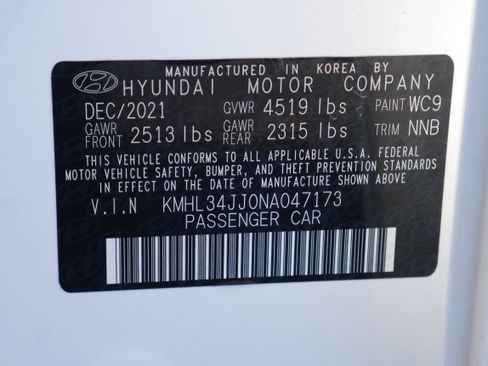 MANUFACTURED IN KOREA BY
HYUNDAI MOTOR COMPANY
DEC/2021 GVWR 4519 lbs PAINT WC9
GAWR FRONT 2513 lbs GAWR REAR 2315 lbs TRIM NNB
THIS VEHICLE CONFORMS TO ALL APPLICABLE U.S.A. FEDERAL
MOTOR VEHICLE SAFETY, BUMPER, AND THEFT PREVENTION STANDARDS
IN EFFECT ON THE DATE OF MANUFACTURE SHOWN ABOVE.
V.I.N KMHL34JJ0NA047173
PASSENGER CAR